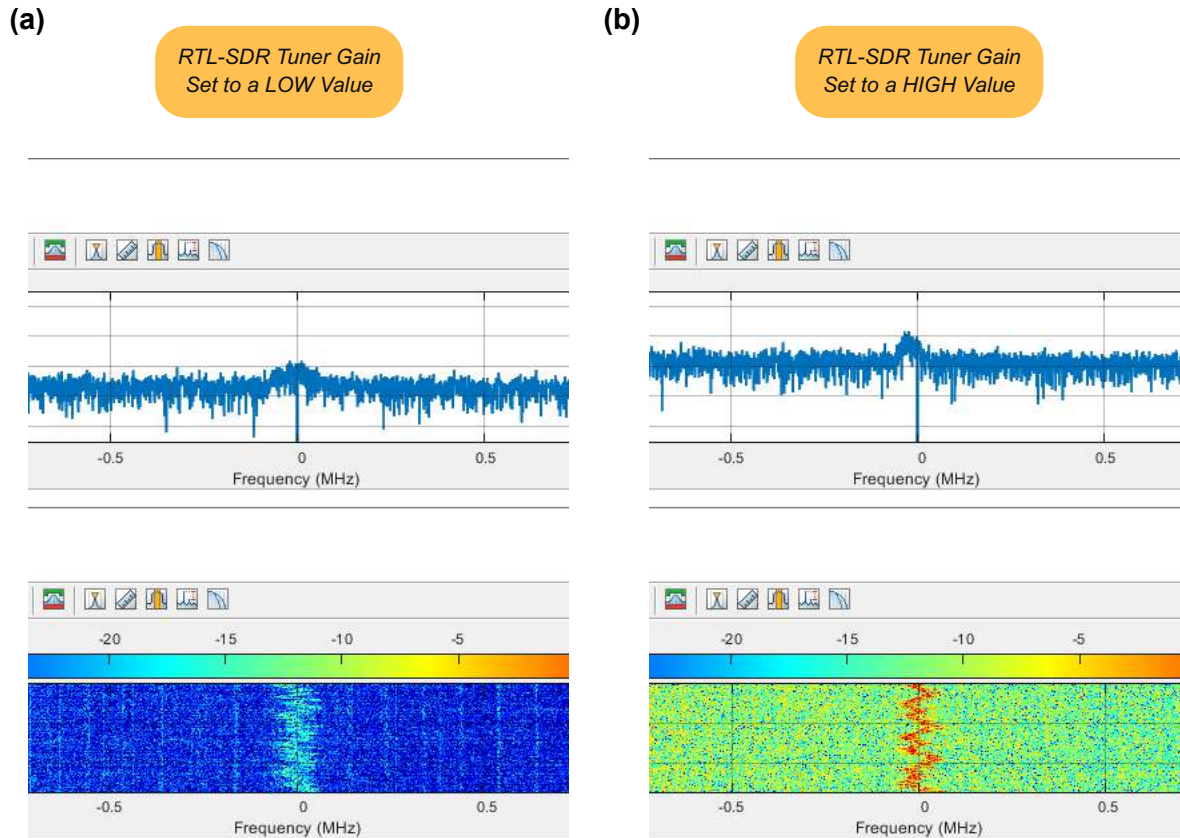 (a)
RTL-SDR Tuner Gain
Set to a LOW Value
-0.5 0 0.5
Frequency (MHz)
-20 -15 -10 -5
-0.5 0 0.5
Frequency (MHz)
(b)
RTL-SDR Tuner Gain
Set to a HIGH Value
-0.5 0 0.5
Frequency (MHz)
-20 -15 -10 -5
-0.5 0 0.5
Frequency (MHz)